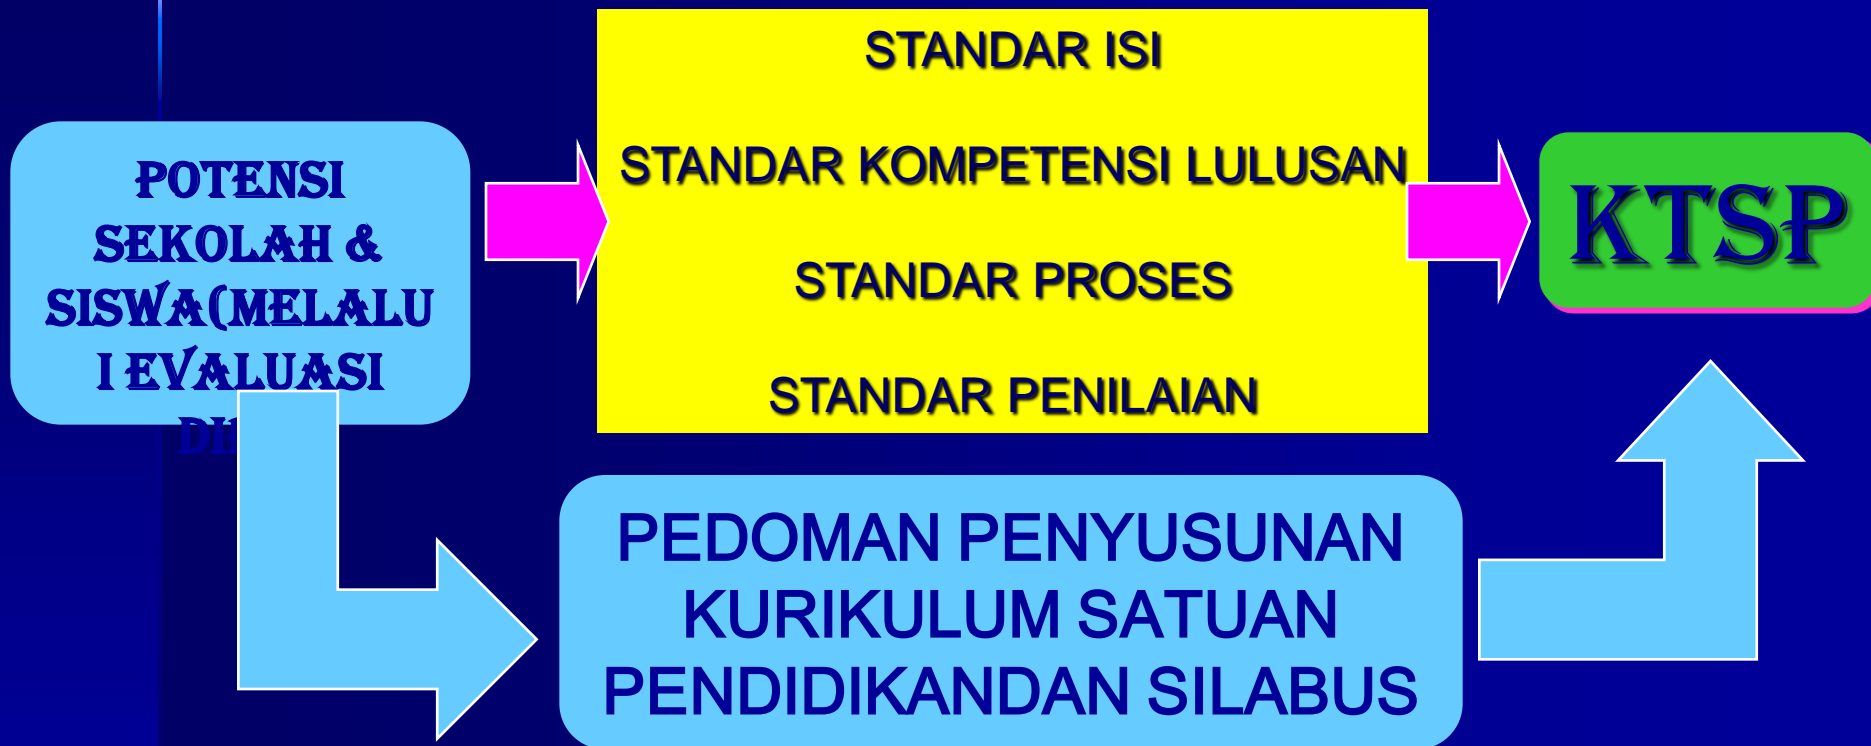 POTENSI
SEKOLAH &
SISWA(MELALU
I EVALUASI
STANDAR ISI
STANDAR KOMPETENSI LULUSAN
STANDAR PROSES
STANDAR PENILAIAN
KTSP
PEDOMAN PENYUSUNAN
KURIKULUM SATUAN
PENDIDIKANDAN SILABUS